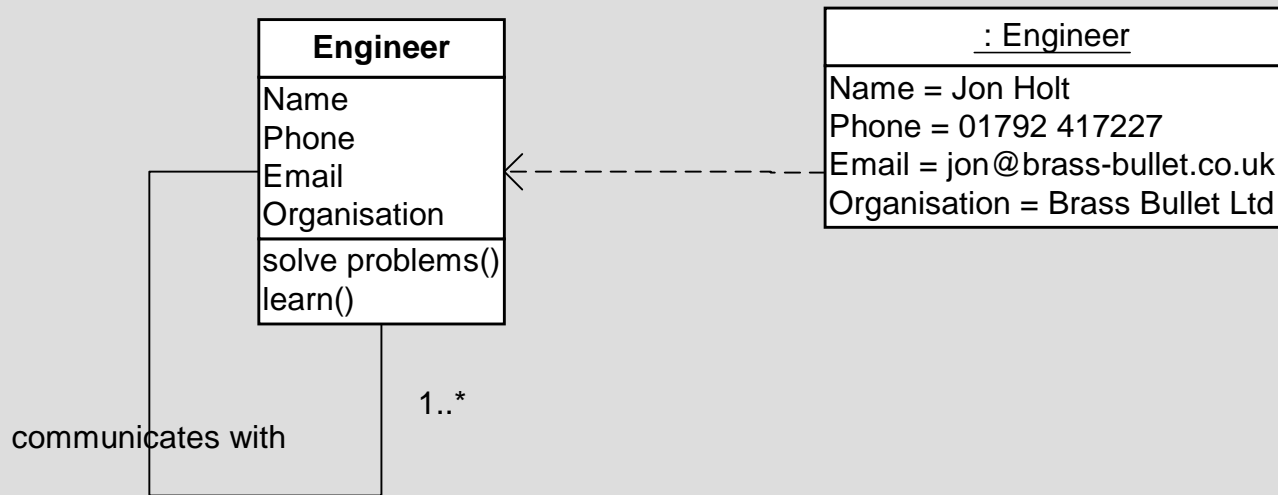 Engineer
Name
Phone
Email
Organisation
solve problems()
learn()
1..*
communicates with
: Engineer
Name = Jon Holt
Phone = 01792 417227
Email = jon@brass-bullet.co.uk
Organisation = Brass Bullet Ltd